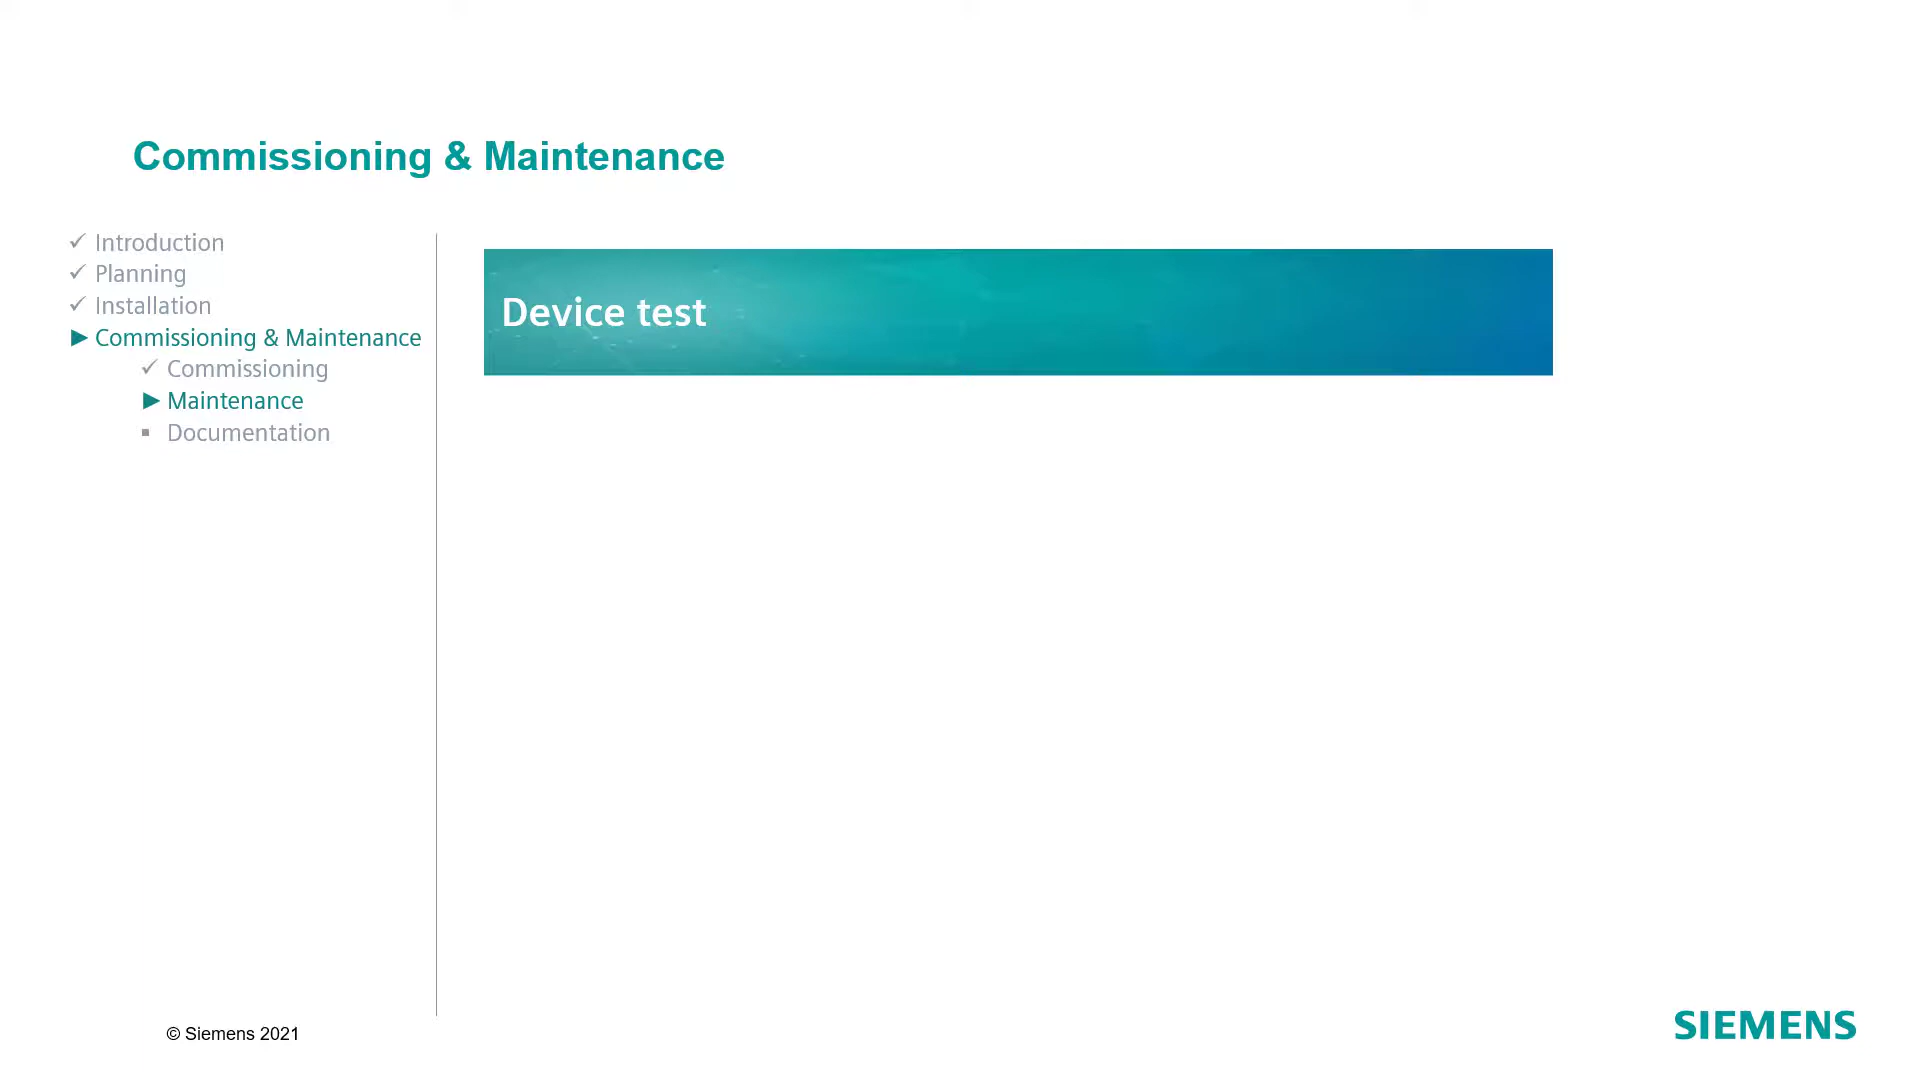 Commissioning & Maintenance
✓ Introduction
✓ Planning
✓ Installation
► Commissioning & Maintenance
✓ Commissioning
► Maintenance
▪ Documentation
Device test
© Siemens 2021
SIEMENS